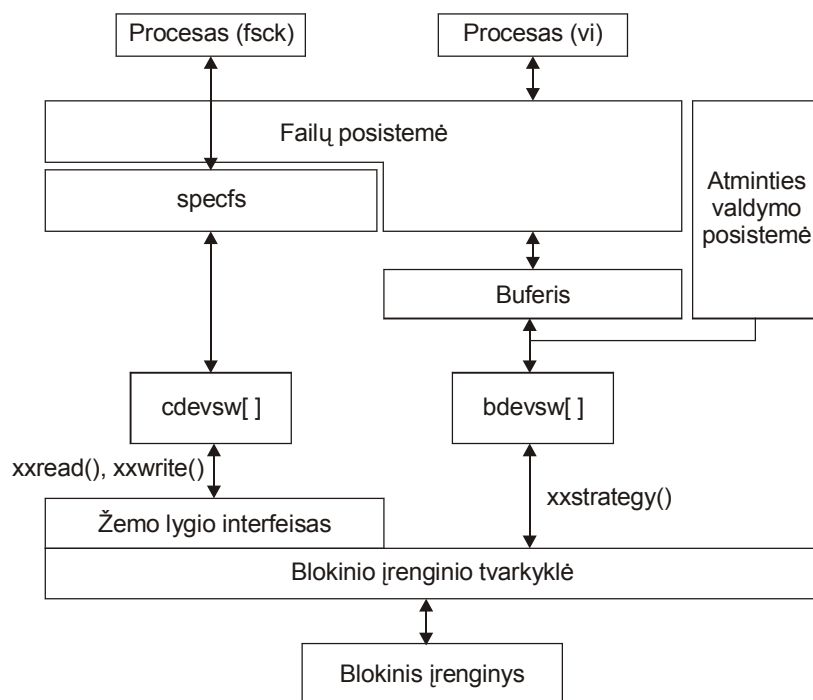 Procesas (fsck)
Procesas (vi)
Failų posistemė
specfs
Atminties
valdymo
posistemė
Buferis
cdevsw[ ]
bdevsw[ ]
xxread(), xxwrite()
xxstrategy()
Žemo lygio interfeisas
Blokinio įrenginio tvarkyklė
Blokinis įrenginys